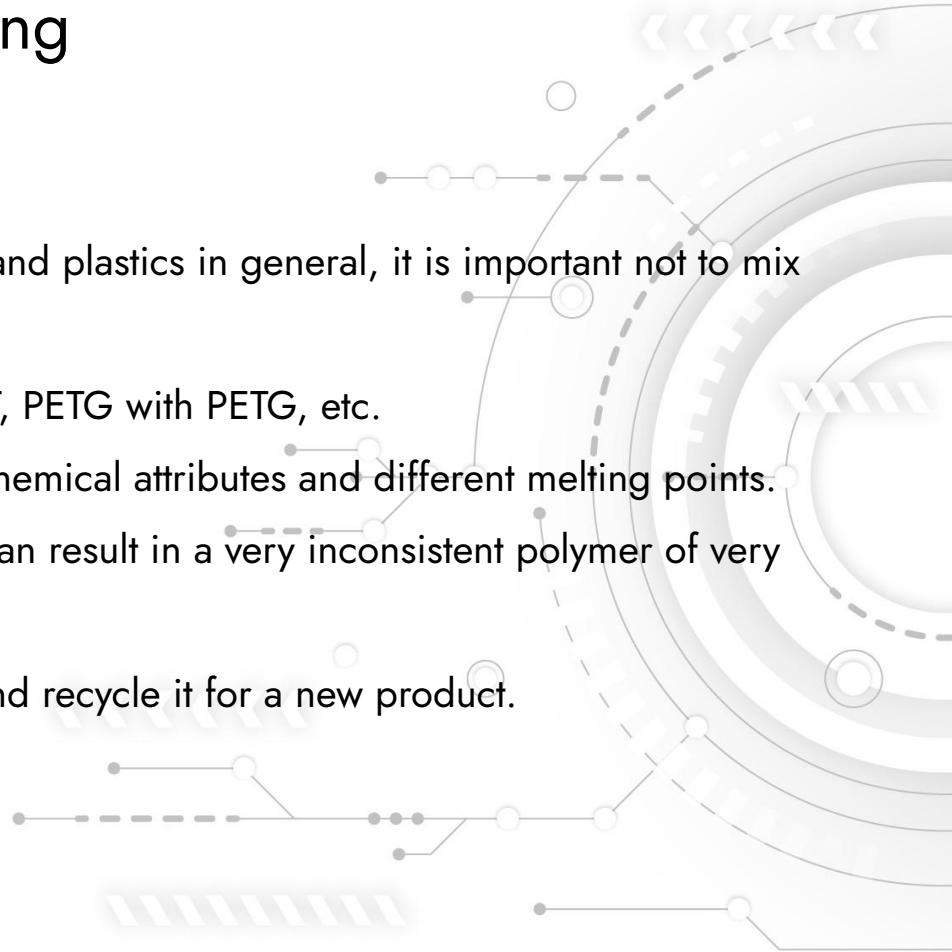 ng
and plastics in general, it is important not to mix
, PETG with PETG, etc.
hemical attributes and different melting points.
an result in a very inconsistent polymer of very
nd recycle it for a new product.